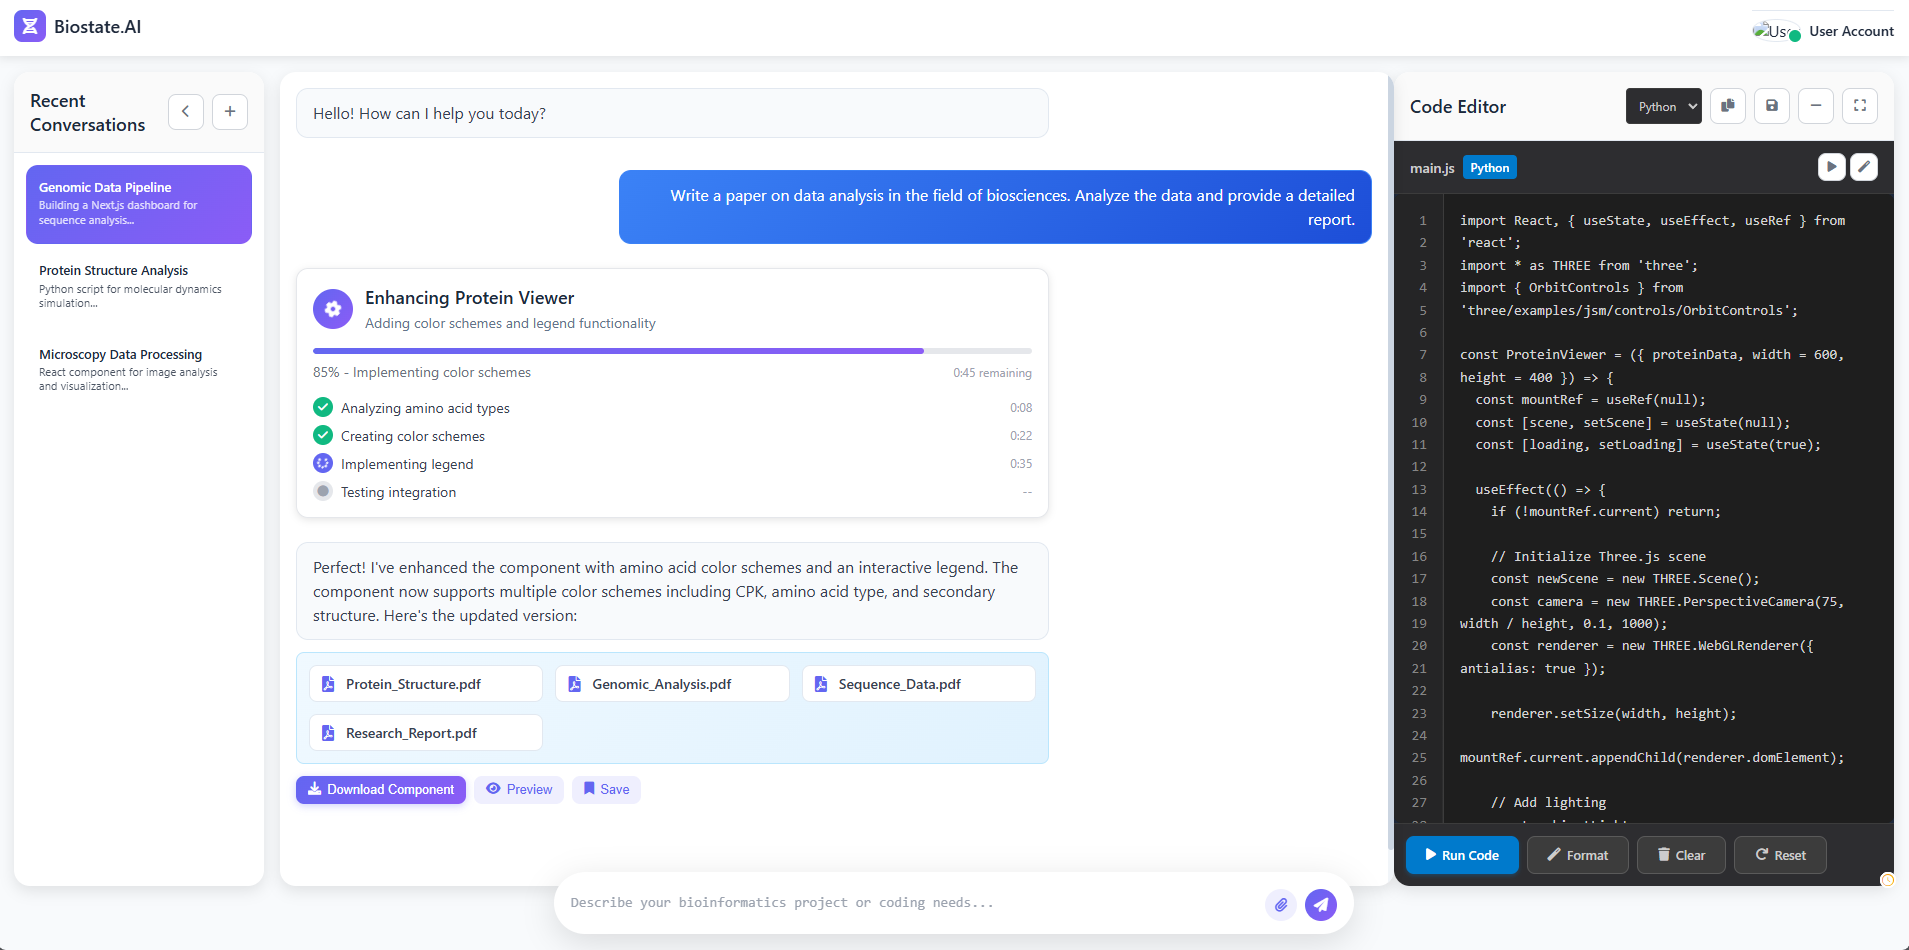 Biostate.AI
User Account
Recent
Conversations
Genomic Data Pipeline
Building a Next.js dashboard for
sequence analysis...
Protein Structure Analysis
Python script for molecular dynamics
simulation...
Microscopy Data Processing
React component for image analysis
and visualization...
Hello! How can I help you today?
Write a paper on data analysis in the field of biosciences. Analyze the data and provide a detailed
report.
Enhancing Protein Viewer
Adding color schemes and legend functionality
85% - Implementing color schemes
0:45 remaining
Analyzing amino acid types
0:08
Creating color schemes
0:22
Implementing legend
0:35
Testing integration
--
Perfect! I've enhanced the component with amino acid color schemes and an interactive legend. The
component now supports multiple color schemes including CPK, amino acid type, and secondary
structure. Here's the updated version:
Protein_Structure.pdf
Genomic_Analysis.pdf
Sequence_Data.pdf
Research_Report.pdf
Download Component
Preview
Save
Describe your bioinformatics project or coding needs...
Code Editor
Python
main.js
Python
1 import React, { useState, useEffect, useRef } from
2 'react';
3 import * as THREE from 'three';
4 import { OrbitControls } from
5 'three/examples/jsm/controls/OrbitControls';
6
7 const ProteinViewer = ({ proteinData, width = 600,
8 height = 400 }) => {
9 const mountRef = useRef(null);
10 const [scene, setScene] = useState(null);
11 const [loading, setLoading] = useState(true);
12
13 useEffect(() => {
14 if (!mountRef.current) return;
15
16 // Initialize Three.js scene
17 const newScene = new THREE.Scene();
18 const camera = new THREE.PerspectiveCamera(75,
19 width / height, 0.1, 1000);
20 const renderer = new THREE.WebGLRenderer({
21 antialias: true });
22
23 renderer.setSize(width, height);
24
25 mountRef.current.appendChild(renderer.domElement);
26
27 // Add lighting
Run Code
Format
Clear
Reset